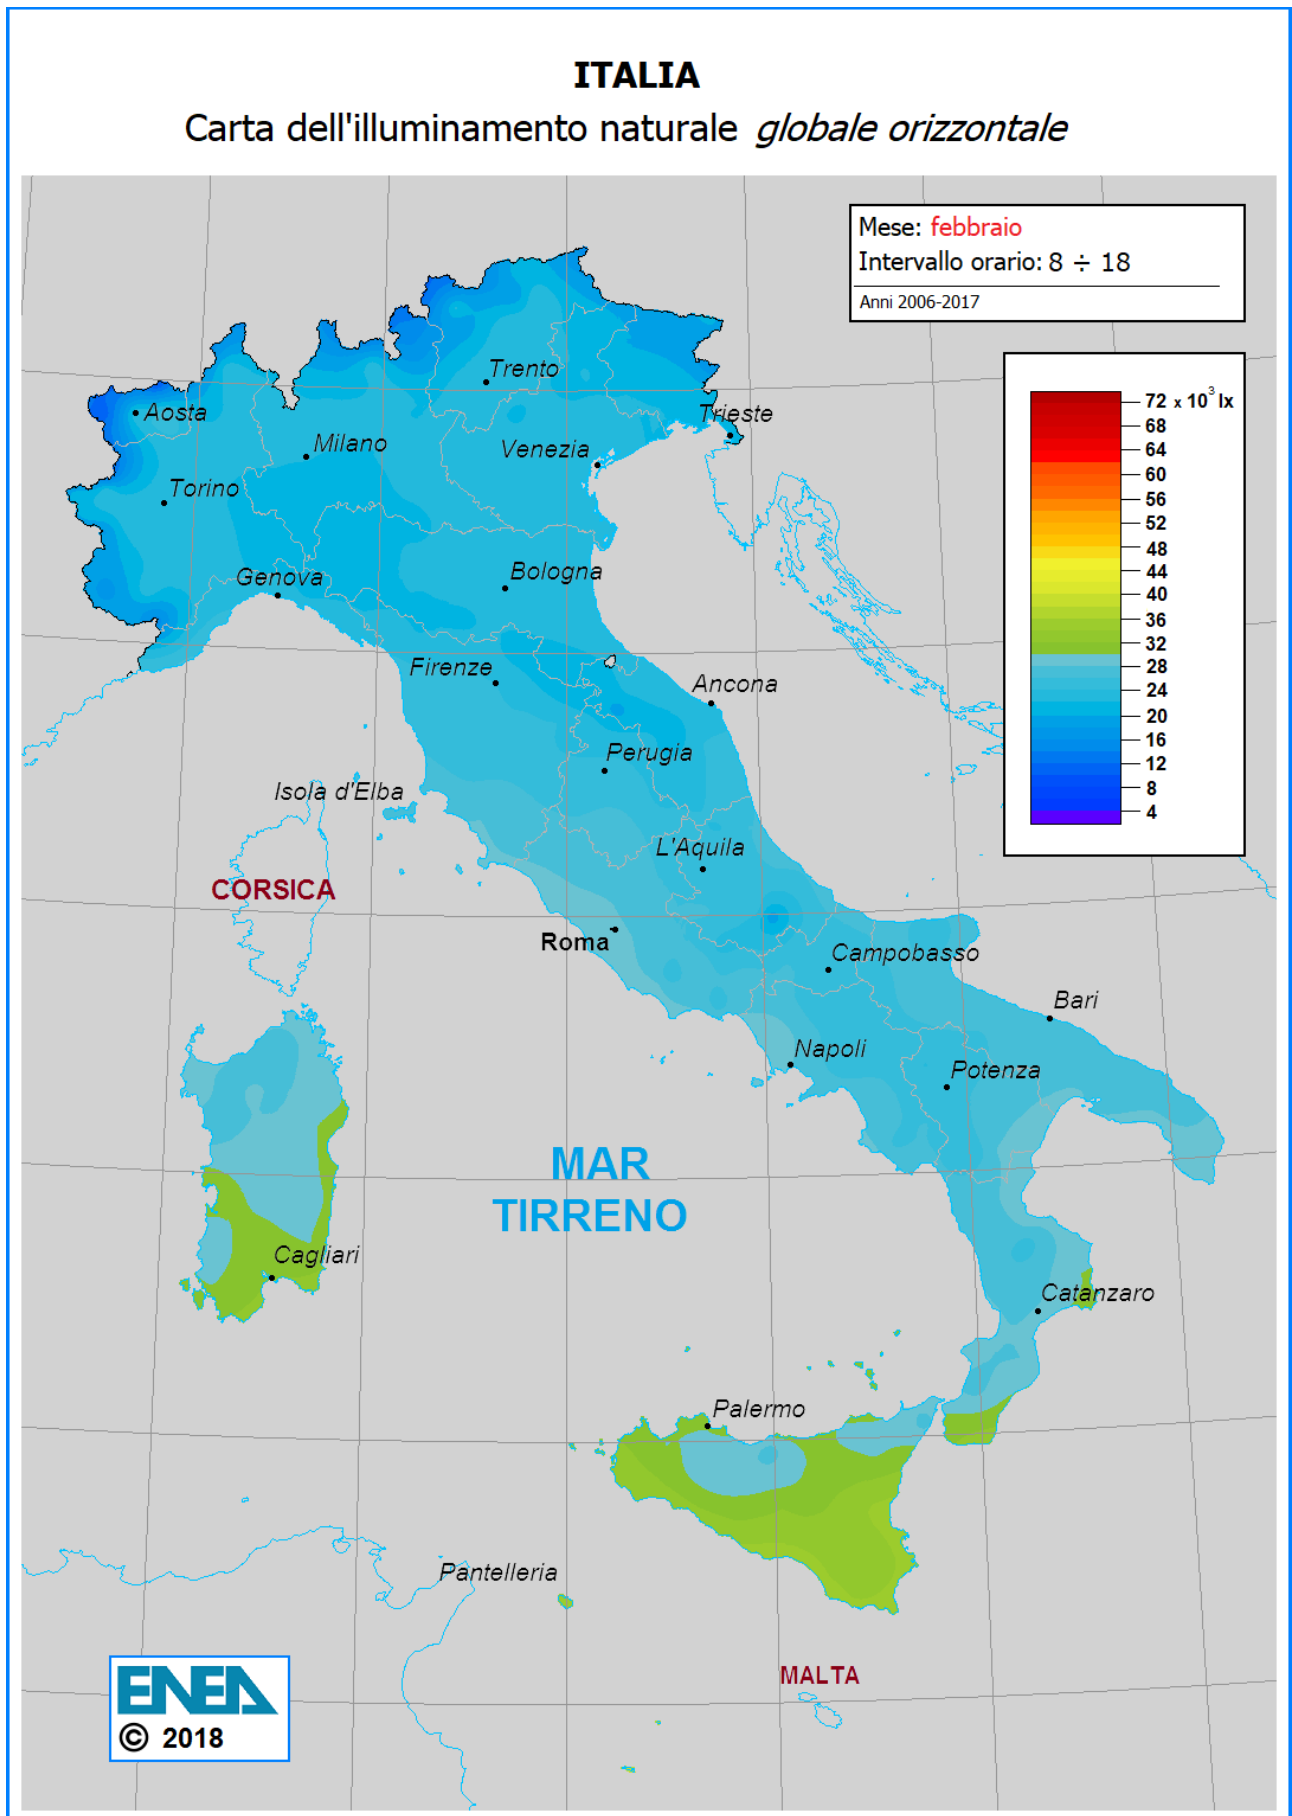 ITALIA
Carta dell'illuminamento naturale globale orizzontale
Mese: febbraio
Intervallo orario: 8 ÷ 18
Anni 2006-2017
72 x 10³ lx
68
64
60
56
52
48
44
40
36
32
28
24
20
16
12
8
4
Trento
Aosta
Trieste
Milano
Venezia
Torino
Genova
Bologna
Firenze
Ancona
Perugia
Isola d'Elba
L'Aquila
CORSICA
Roma
Campobasso
Bari
Napoli
Potenza
MAR
TIRRENO
Cagliari
Catanzaro
Palermo
Pantelleria
MALTA
ENEA
© 2018